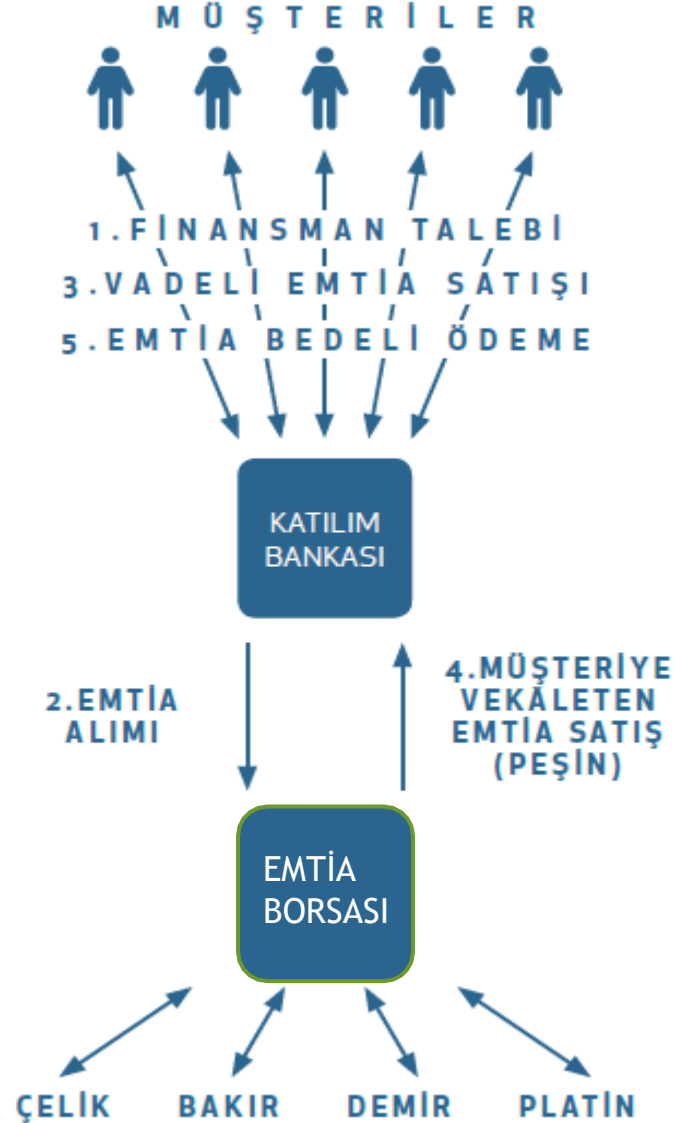 MÜŞTERİLER
1.FİNANSMAN TALEBİ
3.VADELİ EMTİA SATIŞI
5.EMTİA BEDELİ ÖDEME
KATILIM
BANKASI
2.EMTİA
ALIMI
4.MÜŞTERİYE
VEKÂLETEN
EMTİA SATIŞ
(PEŞİN)
EMTİA
BORSASI
ÇELİK BAKIR DEMİR PLATİN